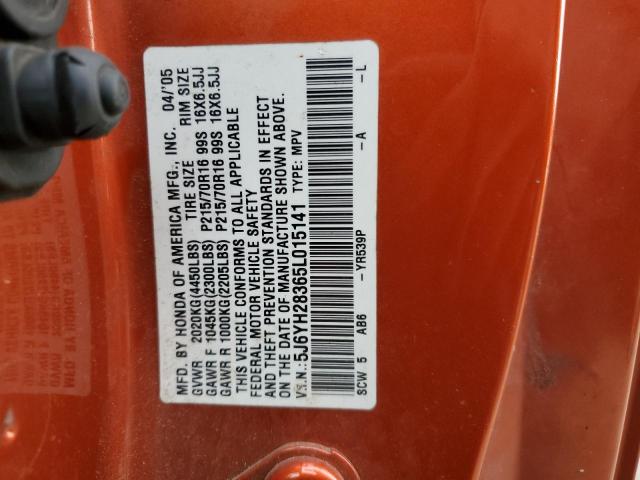 MFD. BY HONDA OF AMERICA MFG., INC. 04/'05
GVWR 2020KG(4450LBS) TIRE SIZE RIM SIZE
GAWR F 1045KG(2300LBS) P215/70R16 99S 16X6.5JJ
GAWR R 1000KG(2205LBS) P215/70R16 99S 16X6.5JJ
THIS VEHICLE CONFORMS TO ALL APPLICABLE
FEDERAL MOTOR VEHICLE SAFETY
AND THEFT PREVENTION STANDARDS IN EFFECT
ON THE DATE OF MANUFACTURE SHOWN ABOVE.
V.I.N.: 5J6YH28365L015141 TYPE: MPV
SCW 5 AB6 -YR539P -A -L